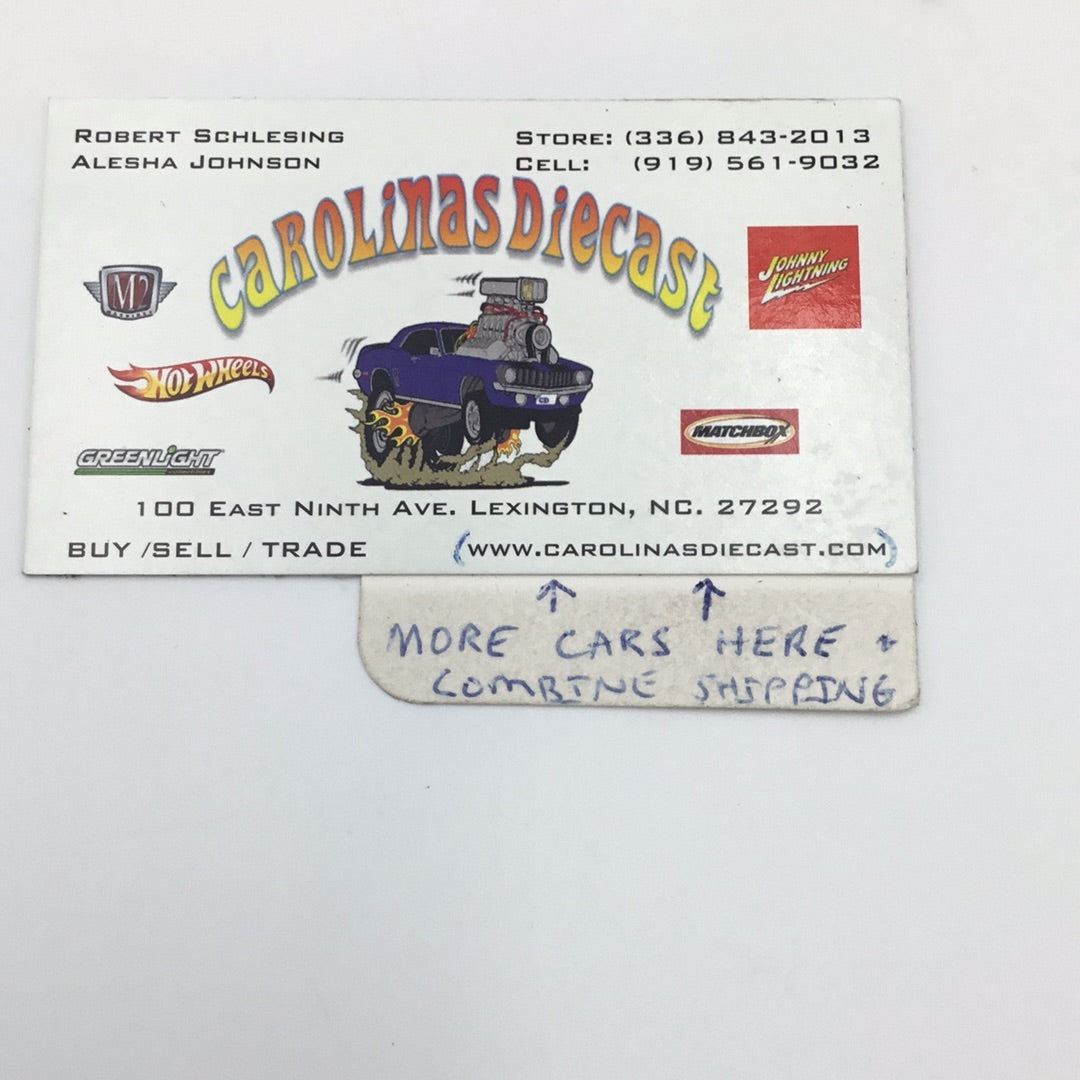 ROBERT SCHLESING
ALESHA JOHNSON
STORE: (336) 843-2013
CELL: (919) 561-9032
CAROLINAS DIECAST
M2
JOHNNY LIGHTNING
HOT WHEELS
MATCHBOX
GREENLIGHT
100 EAST NINTH AVE. LEXINGTON, NC. 27292
BUY /SELL / TRADE
(WWW.CAROLINASDIECAST.COM)
↑ ↑
MORE CARS HERE +
COMBINE SHIPPING